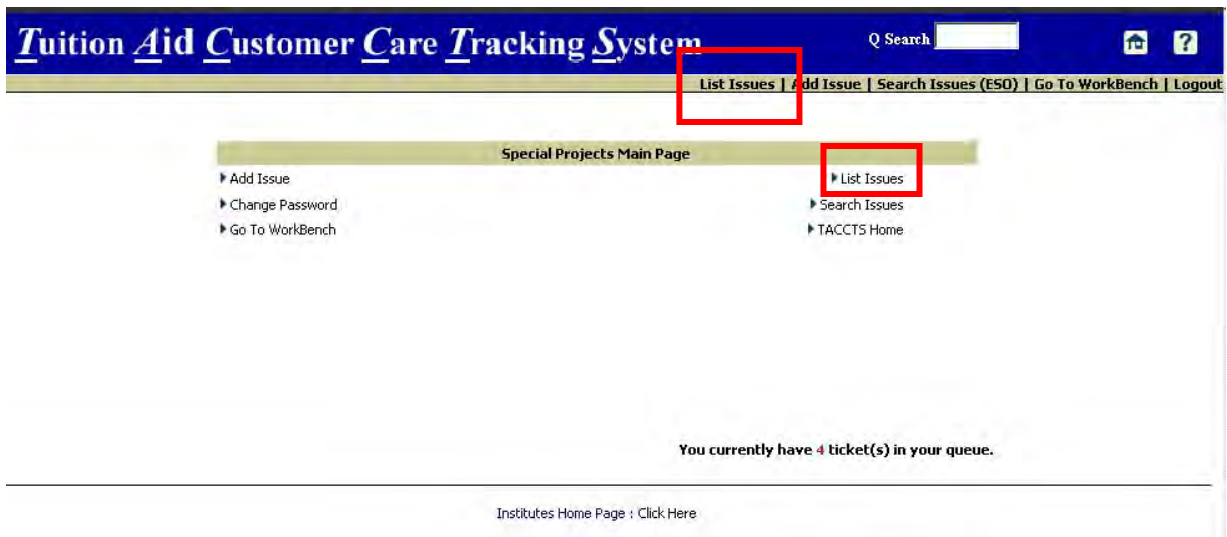 Tuition Aid Customer Care Tracking System
Q Search
?
List Issues | Add Issue | Search Issues (ESO) | Go To WorkBench | Logout
Special Projects Main Page
Add Issue
List Issues
Change Password
Search Issues
Go To WorkBench
TACCTS Home
You currently have 4 ticket(s) in your queue.
Institutes Home Page : Click Here